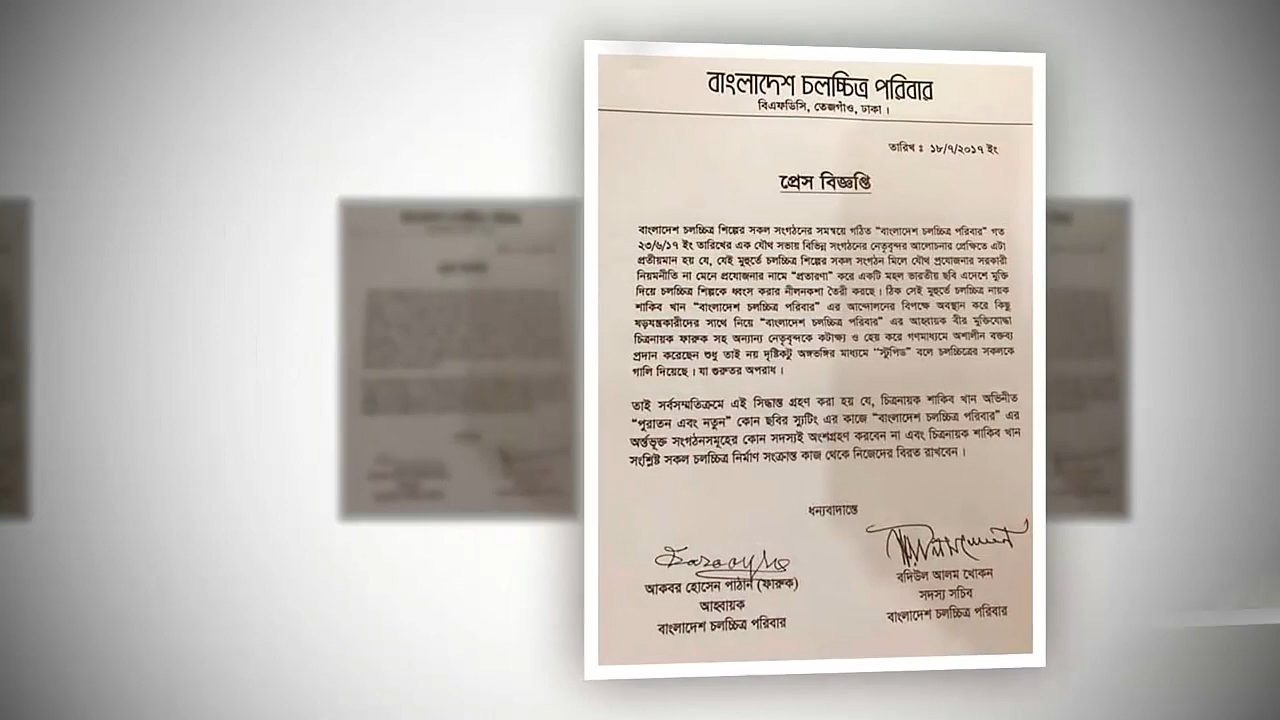 বাংলাদেশ চলচ্চিত্র পরিবার
বিএফডিসি, তেজগাঁও, ঢাকা ।
তারিখ ঃ ১৮/৭/২০১৭ ইং
প্রেস বিজ্ঞপ্তি
বাংলাদেশ চলচ্চিত্র শিল্পের সকল সংগঠনের সমন্বয়ে গঠিত “বাংলাদেশ চলচ্চিত্র পরিবার” গত
২৩/৬/১৭ ইং তারিখের এক যৌথ সভায় বিভিন্ন সংগঠনের নেতৃবৃন্দর আলোচনার প্রেক্ষিতে এটা
প্রতীয়মান হয় যে, যেই মুহুর্তে চলচ্চিত্র শিল্পের সকল সংগঠন মিলে যৌথ প্রযোজনার সরকারী
নিয়মনীতি না মেনে প্রযোজনার নামে “প্রতারণা” করে একটি মহল ভারতীয় ছবি এদেশে মুক্তি
দিয়ে চলচ্চিত্র শিল্পকে ধ্বংস করার নীলনকশা তৈরী করছে । ঠিক সেই মুহুর্তে চলচ্চিত্র নায়ক
শাকিব খান “বাংলাদেশ চলচ্চিত্র পরিবার” এর আন্দোলনের বিপক্ষে অবস্থান করে কিছু
ষড়যন্ত্রকারীদের সাথে নিয়ে “বাংলাদেশ চলচ্চিত্র পরিবার” এর আহ্বায়ক বীর মুক্তিযোদ্ধা
চিত্রনায়ক ফারুক সহ অন্যান্য নেতৃবৃন্দকে কটাক্ষ্য ও হেয় করে গণমাধ্যমে অশালীন বক্তব্য
প্রদান করেছেন শুধু তাই নয় দৃষ্টিকটু অঙ্গভঙ্গির মাধ্যমে “স্টুপিড” বলে চলচ্চিত্রের সকলকে
গালি দিয়েছে । যা গুরুতর অপরাধ ।
তাই সর্বসম্মতিক্রমে এই সিদ্ধান্ত গ্রহণ করা হয় যে, চিত্রনায়ক শাকিব খান অভিনীত
“পুরাতন এবং নতুন” কোন ছবির স্যুটিং এর কাজে “বাংলাদেশ চলচ্চিত্র পরিবার” এর
অর্ন্তভূক্ত সংগঠনসমূহের কোন সদস্যই অংশগ্রহণ করবেন না এবং চিত্রনায়ক শাকিব খান
সংশ্লিষ্ট সকল চলচ্চিত্র নির্মাণ সংক্রান্ত কাজ থেকে নিজেদের বিরত রাখবেন ।
ধন্যবাদান্তে
আকবর হোসেন পাঠান (ফারুক)
আহ্বায়ক
বাংলাদেশ চলচ্চিত্র পরিবার
বদিউল আলম খোকন
সদস্য সচিব
বাংলাদেশ চলচ্চিত্র পরিবার